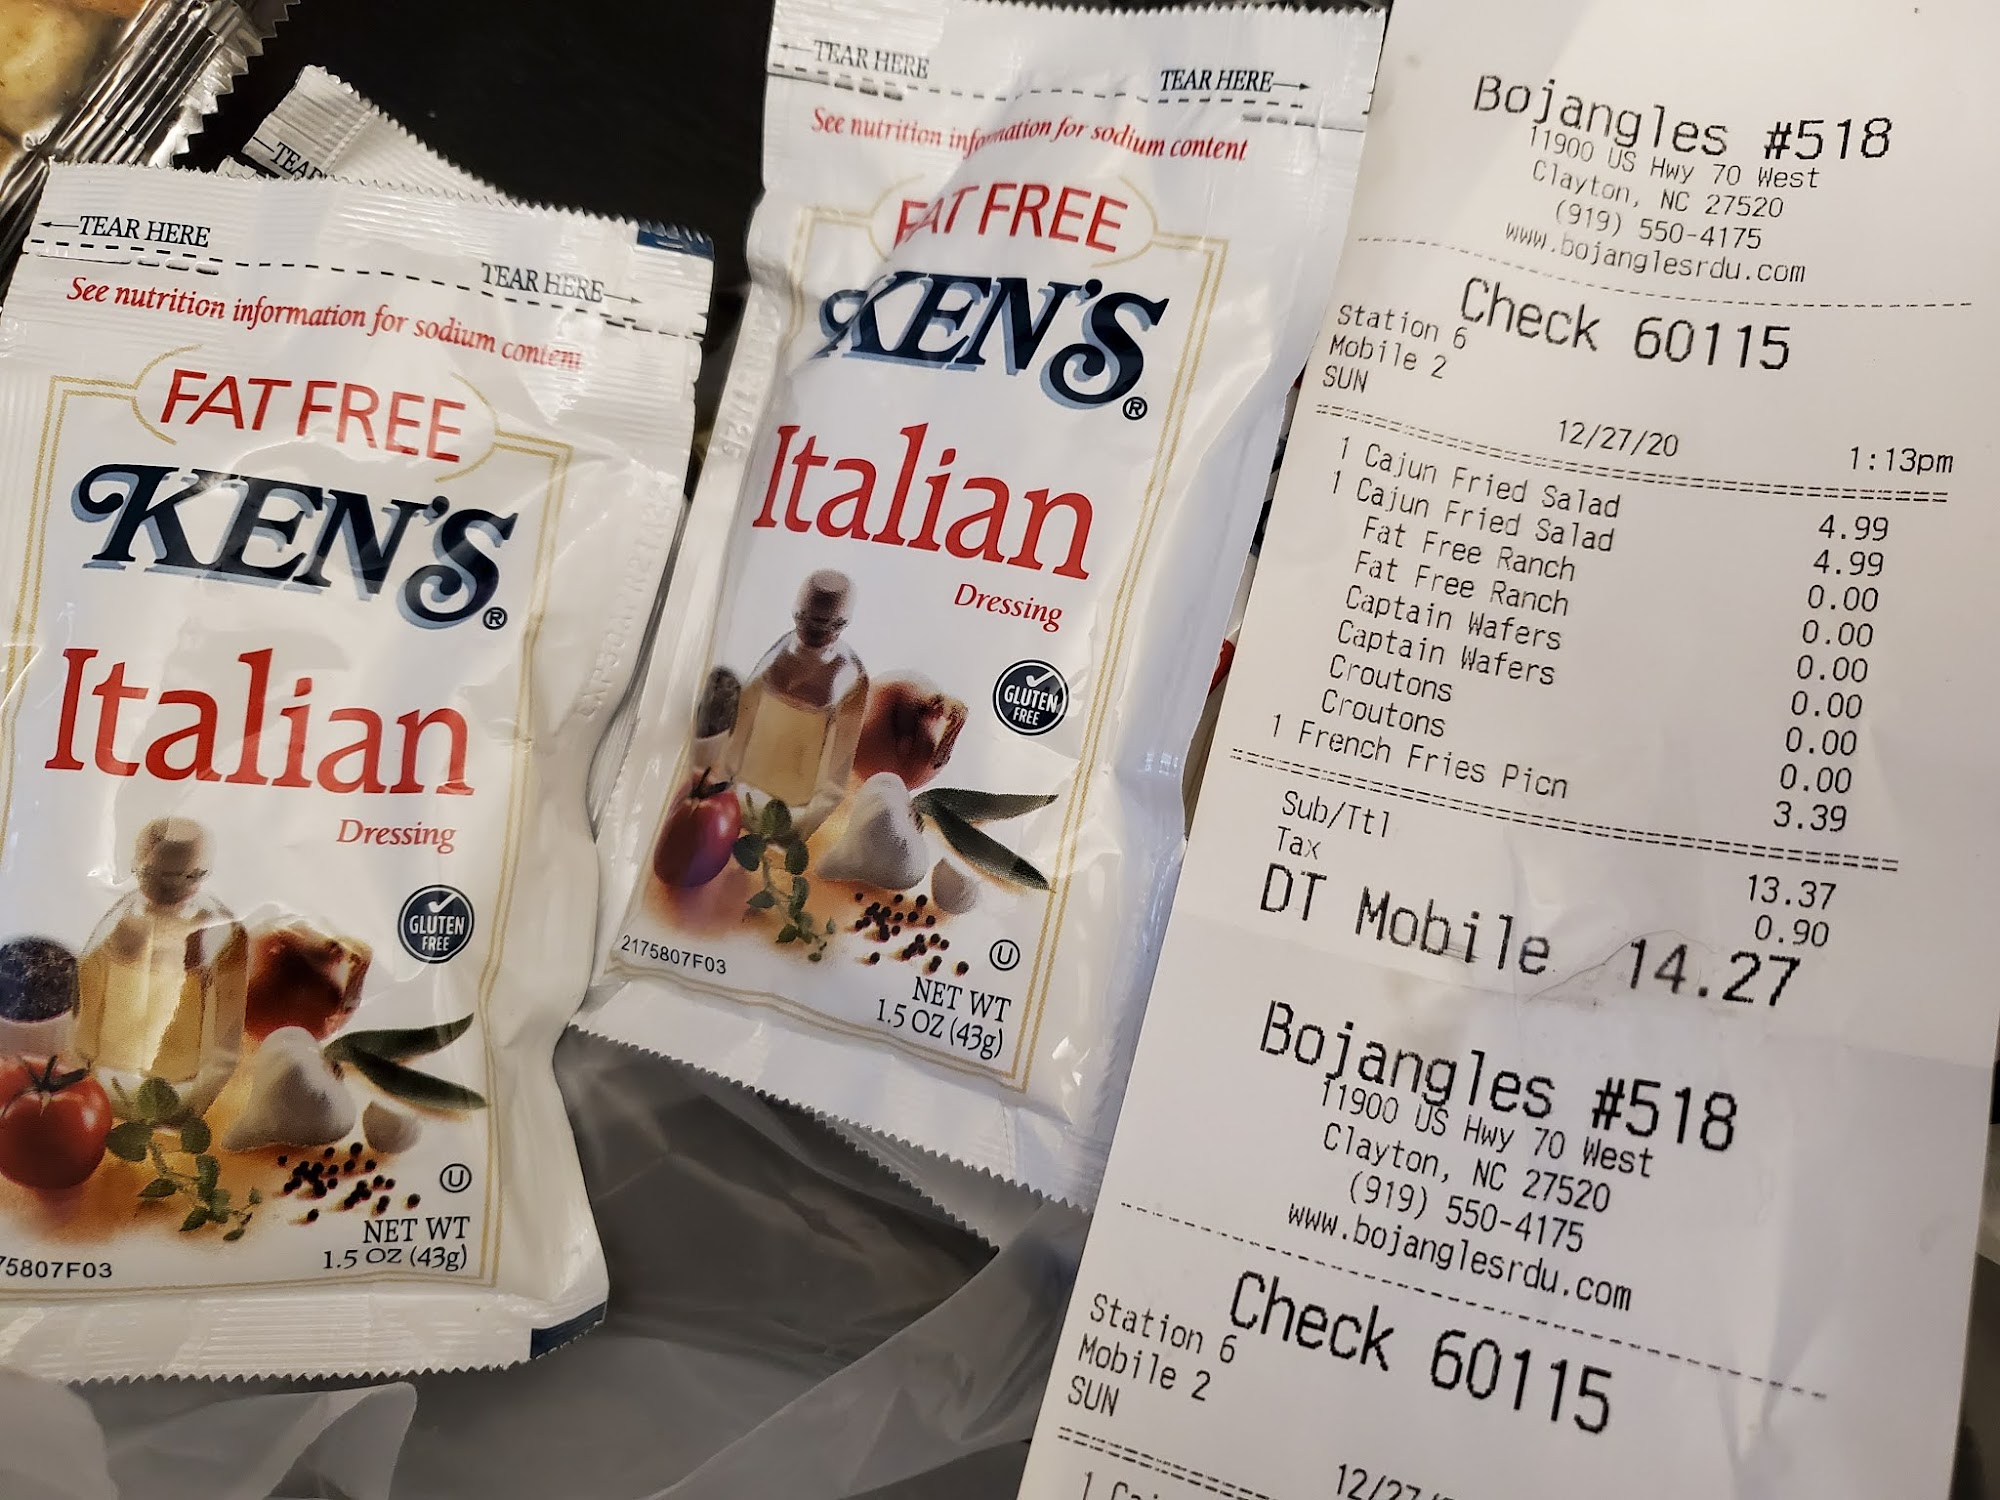 TEAR
TEAR HERE
TEAR HERE
See nutrition information for sodium content
FAT FREE
KEN'S®
Italian
Dressing
GLUTEN
FREE
U
NET WT
1.5 OZ (43g)
75807F03
TEAR HERE
TEAR HERE
See nutrition information for sodium content
FAT FREE
KEN'S®
Italian
Dressing
GLUTEN
FREE
U
2175807F03
NET WT
1.5 OZ (43g)
Bojangles #518
11900 US Hwy 70 West
Clayton, NC 27520
(919) 550-4175
www.bojanglesrdu.com
Check 60115
Station 6
Mobile 2
SUN
12/27/20 1:13pm
1 Cajun Fried Salad 4.99
1 Cajun Fried Salad 4.99
Fat Free Ranch 0.00
Fat Free Ranch 0.00
Captain Wafers 0.00
Captain Wafers 0.00
Croutons 0.00
Croutons 0.00
1 French Fries Picn 3.39
Sub/Ttl 13.37
Tax 0.90
DT Mobile 14.27
Bojangles #518
11900 US Hwy 70 West
Clayton, NC 27520
(919) 550-4175
www.bojanglesrdu.com
Check 60115
Station 6
Mobile 2
SUN
12/27/
1